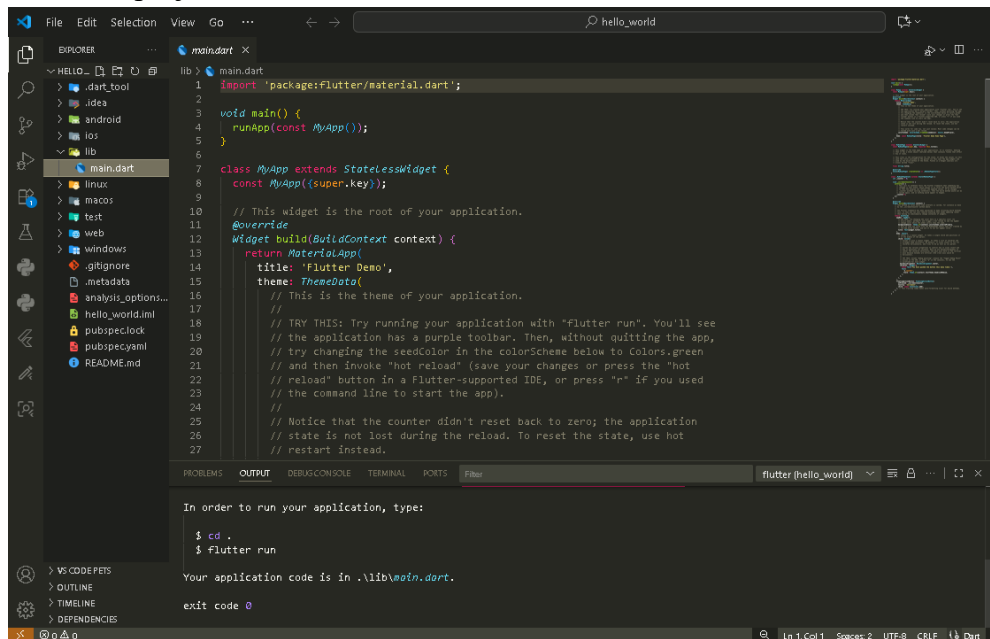 File Edit Selection View Go ··· hello_world
EXPLORER ···
main.dart
HELLO_
lib > main.dart
.dart_tool
.idea
android
ios
lib
main.dart
linux
macos
test
web
windows
.gitignore
.metadata
analysis_options...
hello_world.iml
pubspec.lock
pubspec.yaml
README.md
1 import 'package:flutter/material.dart';
2
3 void main() {
4 runApp(const MyApp());
5 }
6
7 class MyApp extends StatelessWidget {
8 const MyApp({super.key});
9
10 // This widget is the root of your application.
11 @override
12 Widget build(BuildContext context) {
13 return MaterialApp(
14 title: 'Flutter Demo',
15 theme: ThemeData(
16 // This is the theme of your application.
17 //
18 // TRY THIS: Try running your application with "flutter run". You'll see
19 // the application has a purple toolbar. Then, without quitting the app,
20 // try changing the seedColor in the colorScheme below to Colors.green
21 // and then invoke "hot reload" (save your changes or press the "hot
22 // reload" button in a Flutter-supported IDE, or press "r" if you used
23 // the command line to start the app).
24 //
25 // Notice that the counter didn't reset back to zero; the application
26 // state is not lost during the reload. To reset the state, use hot
27 // restart instead.
PROBLEMS OUTPUT DEBUG CONSOLE TERMINAL PORTS Filter flutter (hello_world)
In order to run your application, type:
$ cd .
$ flutter run
Your application code is in .\lib\main.dart.
exit code 0
VS CODE PETS
OUTLINE
TIMELINE
DEPENDENCIES
0 0 Ln 1, Col 1 Spaces: 2 UTF-8 CRLF Dart